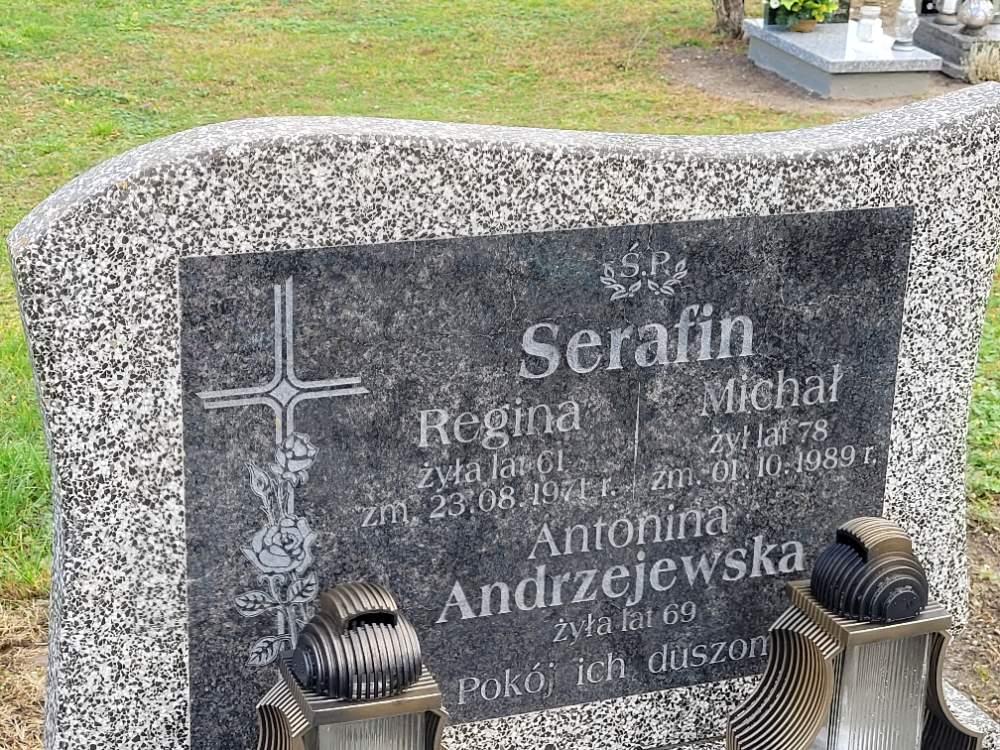 Ś.P.
Serafin
Regina
żyła lat 61
zm. 23.08.1971 r.
Michał
żył lat 78
zm. 01.10.1989 r.
Antonina
Andrzejewska
żyła lat 69
Pokój ich duszom